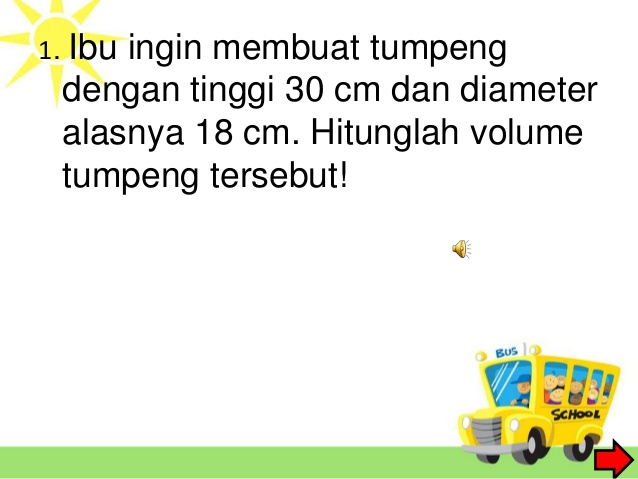 1. Ibu ingin membuat tumpeng
dengan tinggi 30 cm dan diameter
alasnya 18 cm. Hitunglah volume
tumpeng tersebut!
BUS
SCHOOL